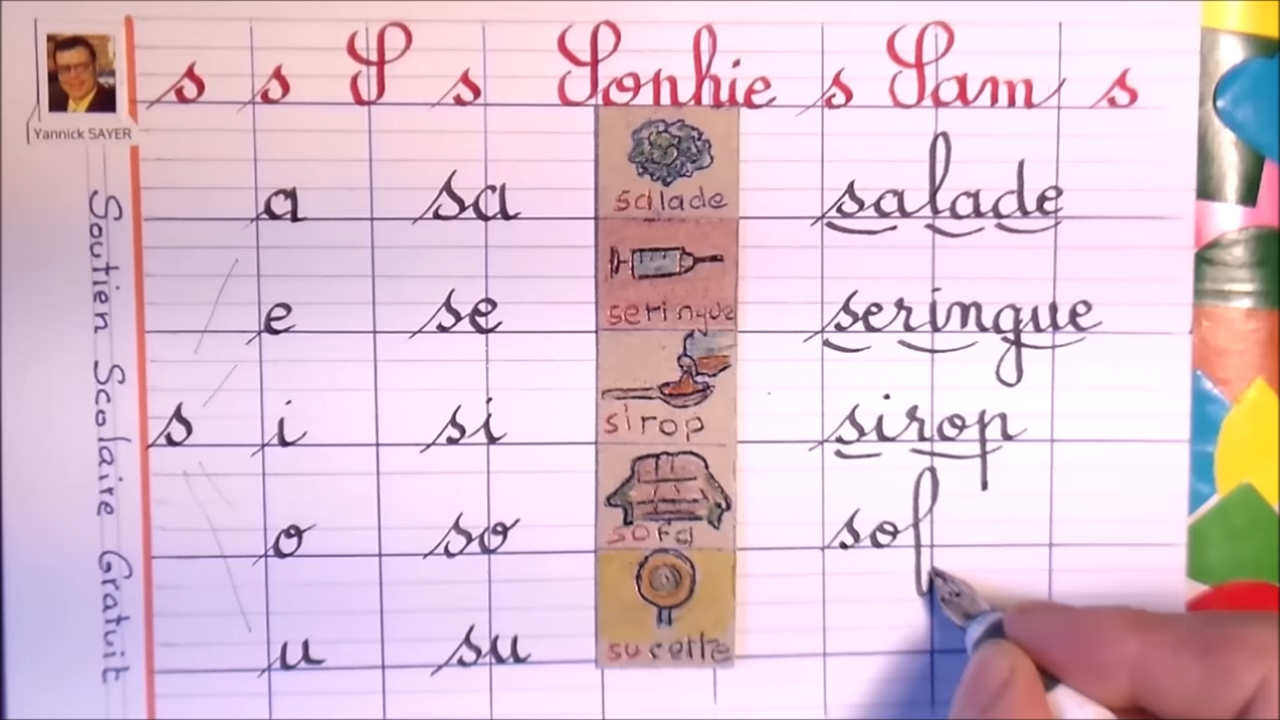 s s S s Sophie s Sam s
Yannick SAYER
Soutien Scolaire Gratuit
a sa salade salade
e se seringue seringue
s i si sirop sirop
o so sofa sof
u su sucette